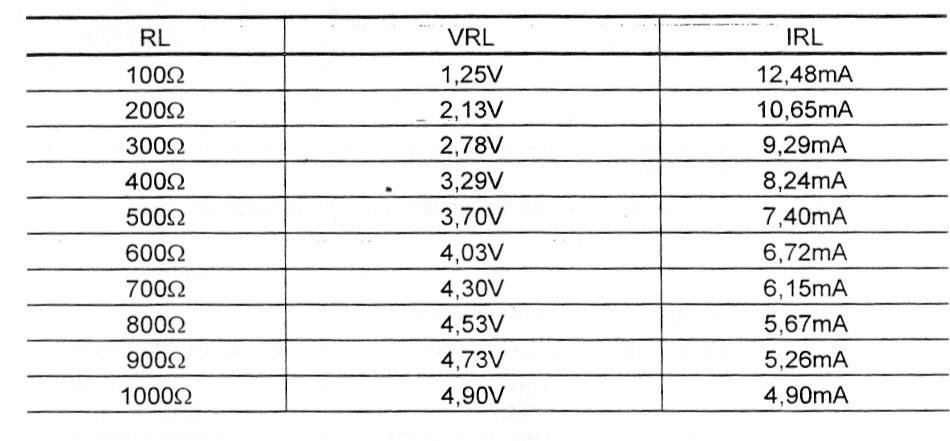 RL VRL IRL
100Ω 1,25V 12,48mA
200Ω 2,13V 10,65mA
300Ω 2,78V 9,29mA
400Ω 3,29V 8,24mA
500Ω 3,70V 7,40mA
600Ω 4,03V 6,72mA
700Ω 4,30V 6,15mA
800Ω 4,53V 5,67mA
900Ω 4,73V 5,26mA
1000Ω 4,90V 4,90mA